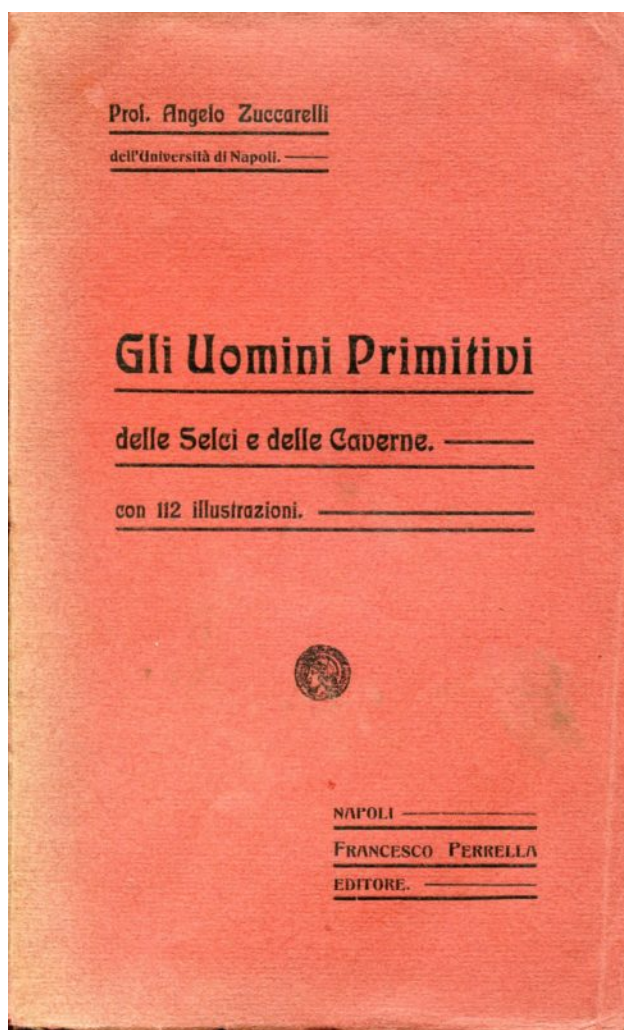 Prof. Angelo Zuccarelli
dell'Università di Napoli.
Gli Uomini Primitivi
delle Selci e delle Caverne.
con 112 illustrazioni.
NAPOLI
FRANCESCO PERRELLA
EDITORE.